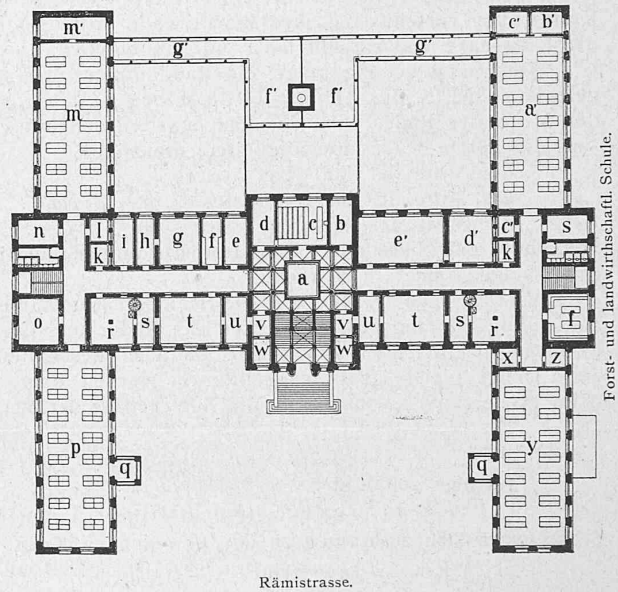 m' c' b'
g' g'
f' f'
m a'
n l i h g f e d c b e' d' c' s
k k
a
o r s t u v v u t s r f
w w x z
p q q y
Forst- und landwirthschaftl. Schule.
Rämistrasse.